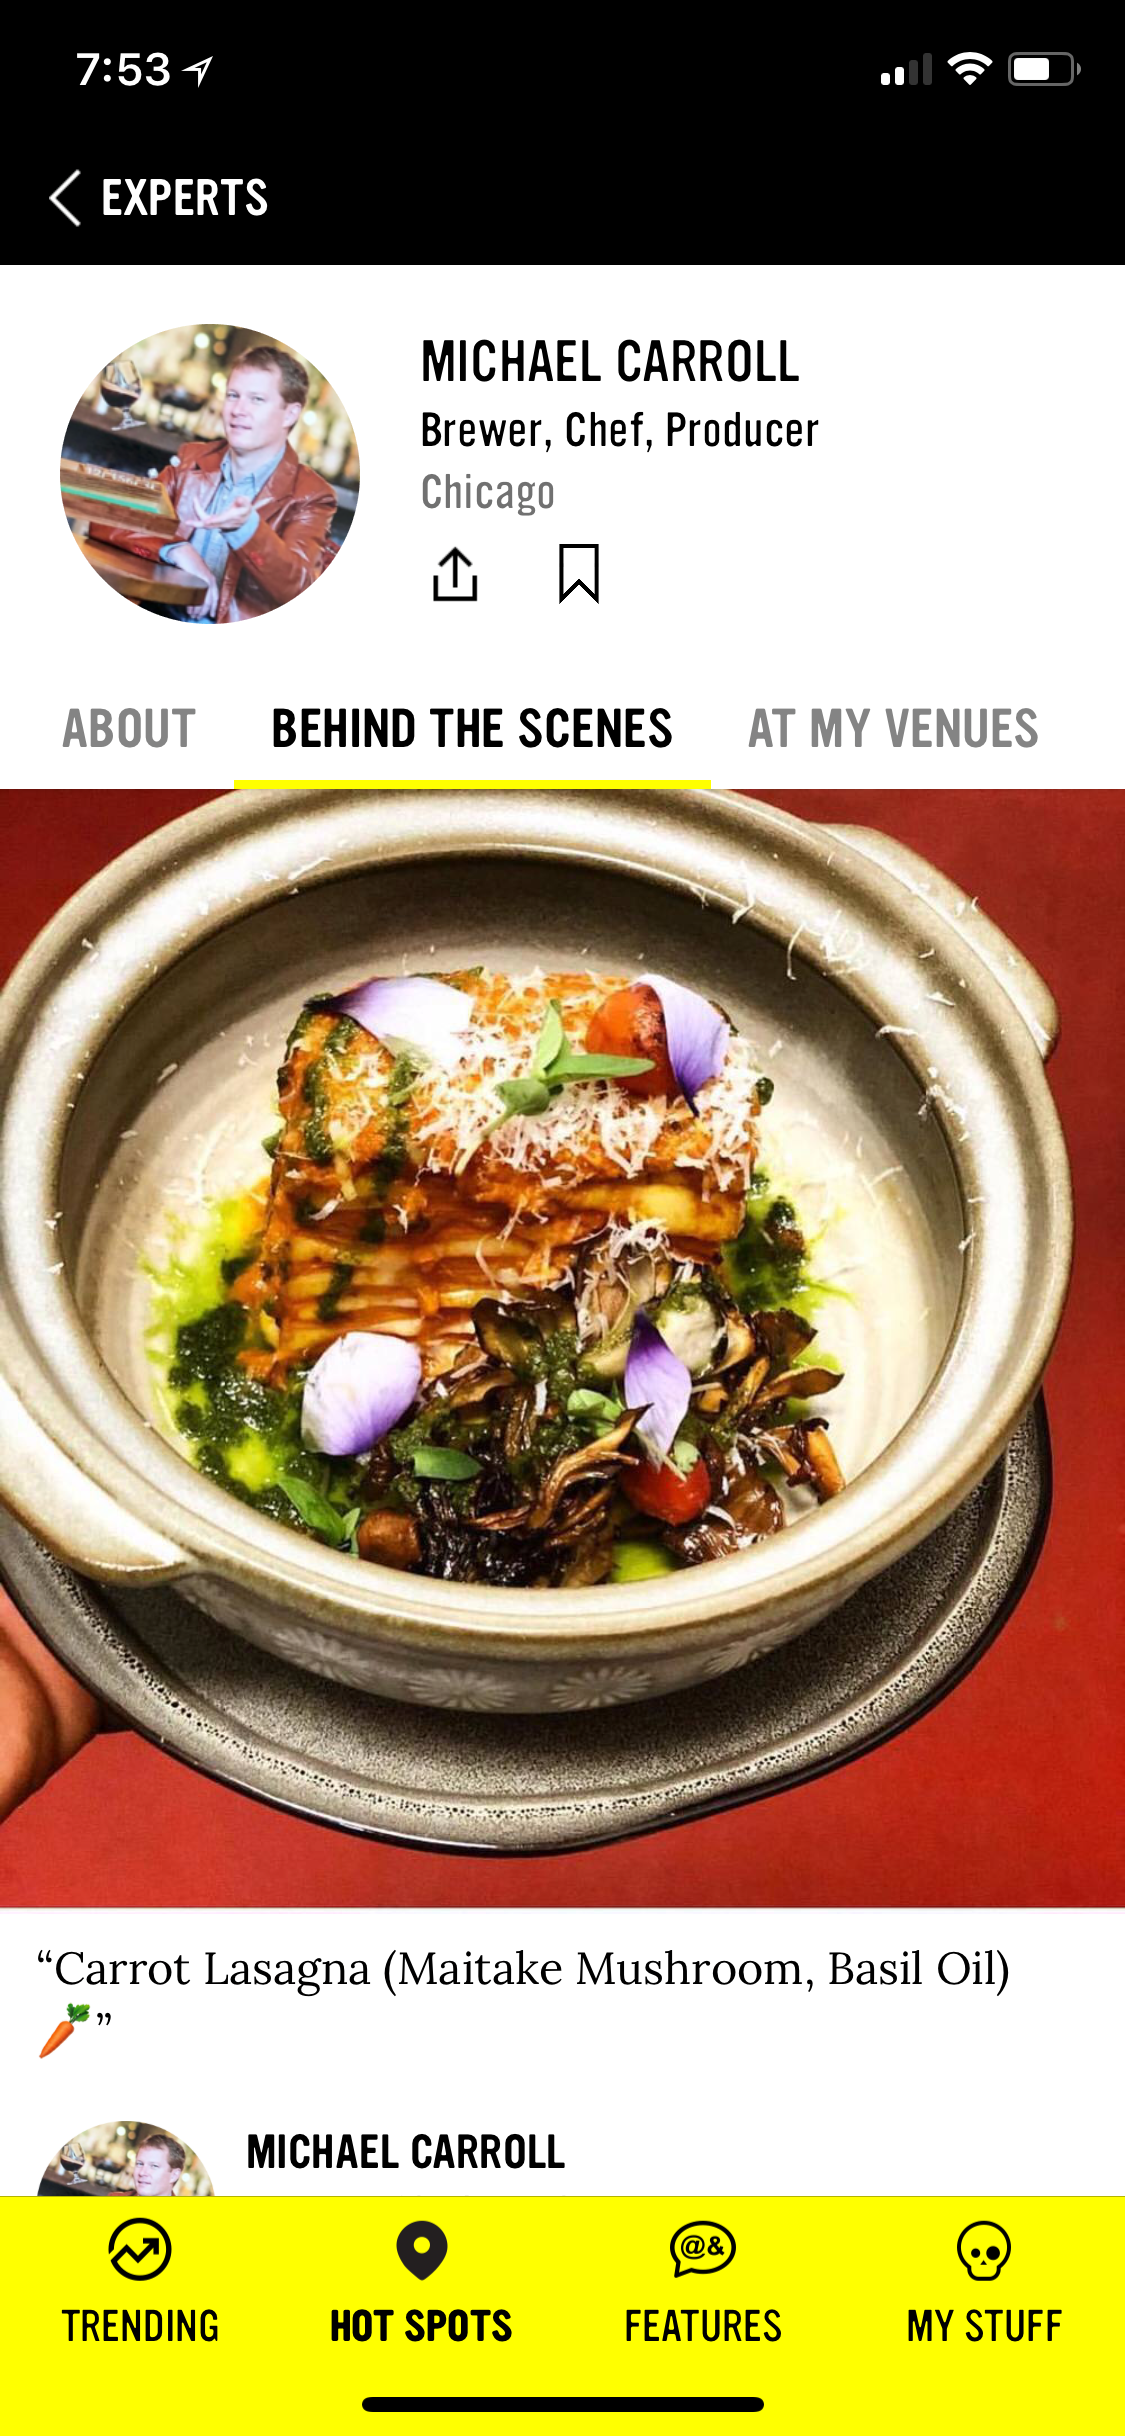 7:53
EXPERTS
MICHAEL CARROLL
Brewer, Chef, Producer
Chicago
ABOUT BEHIND THE SCENES AT MY VENUES
“Carrot Lasagna (Maitake Mushroom, Basil Oil)
🥕”
MICHAEL CARROLL
@&
TRENDING HOT SPOTS FEATURES MY STUFF